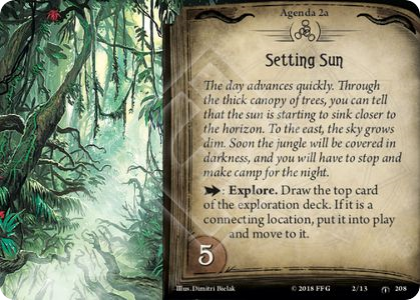 Agenda 2a
Setting Sun
The day advances quickly. Through
the thick canopy of trees, you can tell
that the sun is starting to sink closer to
the horizon. To the east, the sky grows
dim. Soon the jungle will be covered in
darkness, and you will have to stop and
make camp for the night.
: Explore. Draw the top card
of the exploration deck. If it is a
connecting location, put it into play
and move to it.
5
Illus. Dimitri Bielak
© 2018 FFG
2/13
208